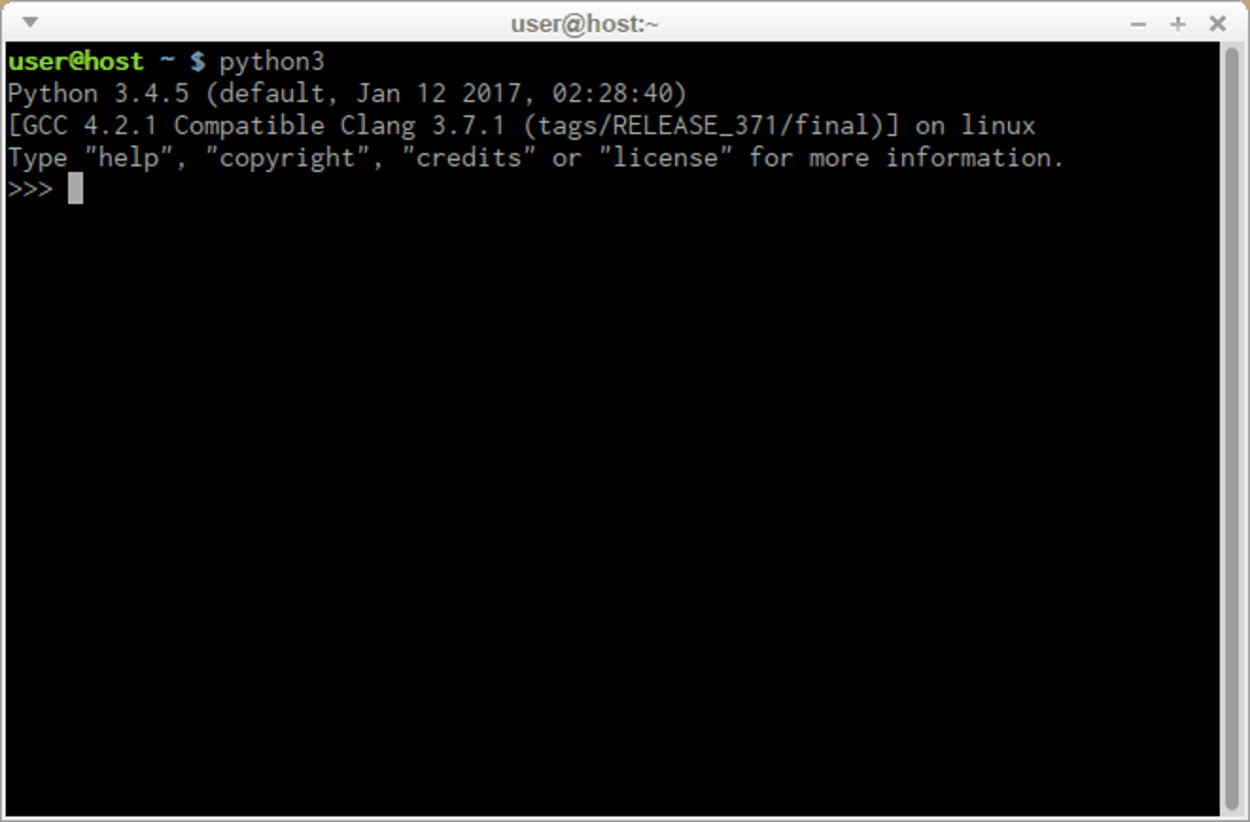 user@host:~
user@host ~ $ python3
Python 3.4.5 (default, Jan 12 2017, 02:28:40)
[GCC 4.2.1 Compatible Clang 3.7.1 (tags/RELEASE_371/final)] on linux
Type "help", "copyright", "credits" or "license" for more information.
>>>